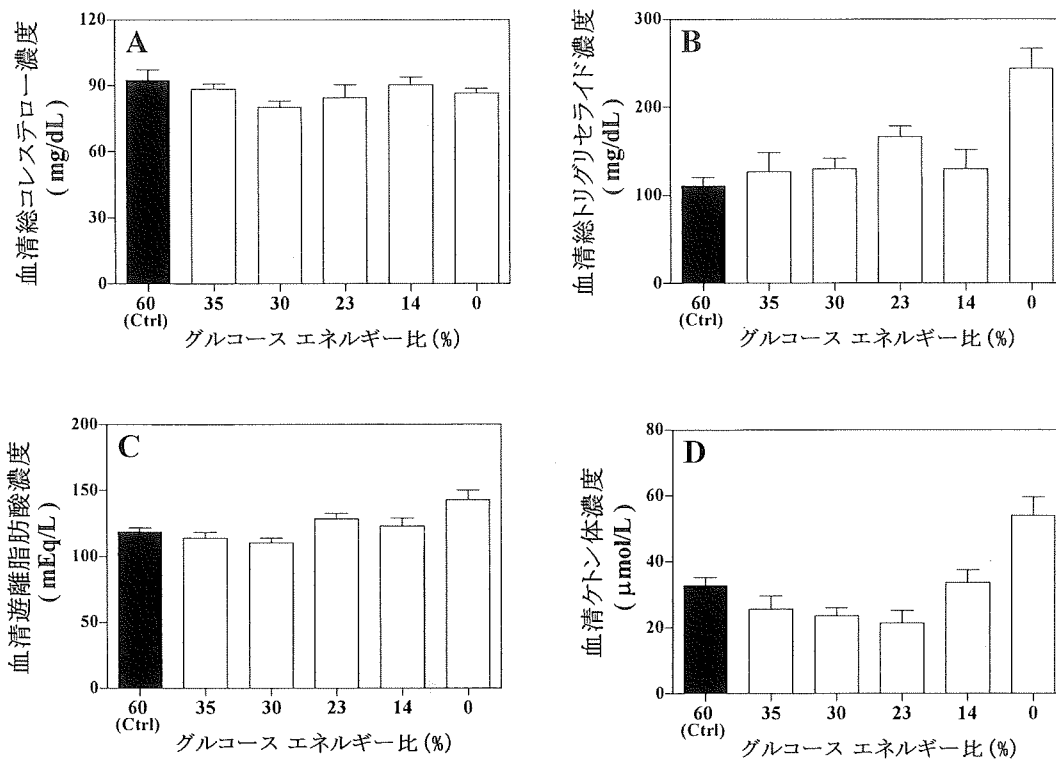 A
血清総コレステロー濃度
( mg/dL)
120
90
60
30
0
60
(Ctrl)
35
30
23
14
0
グルコース エネルギー比(%)
B
血清総トリグリセライド濃度
( mg/dL)
300
200
100
0
60
(Ctrl)
35
30
23
14
0
グルコース エネルギー比(%)
C
血清遊離脂肪酸濃度
( mEq/L)
200
150
100
50
0
60
(Ctrl)
35
30
23
14
0
グルコース エネルギー比(%)
D
血清ケトン体濃度
( μmol/L)
80
60
40
20
0
60
(Ctrl)
35
30
23
14
0
グルコース エネルギー比(%)